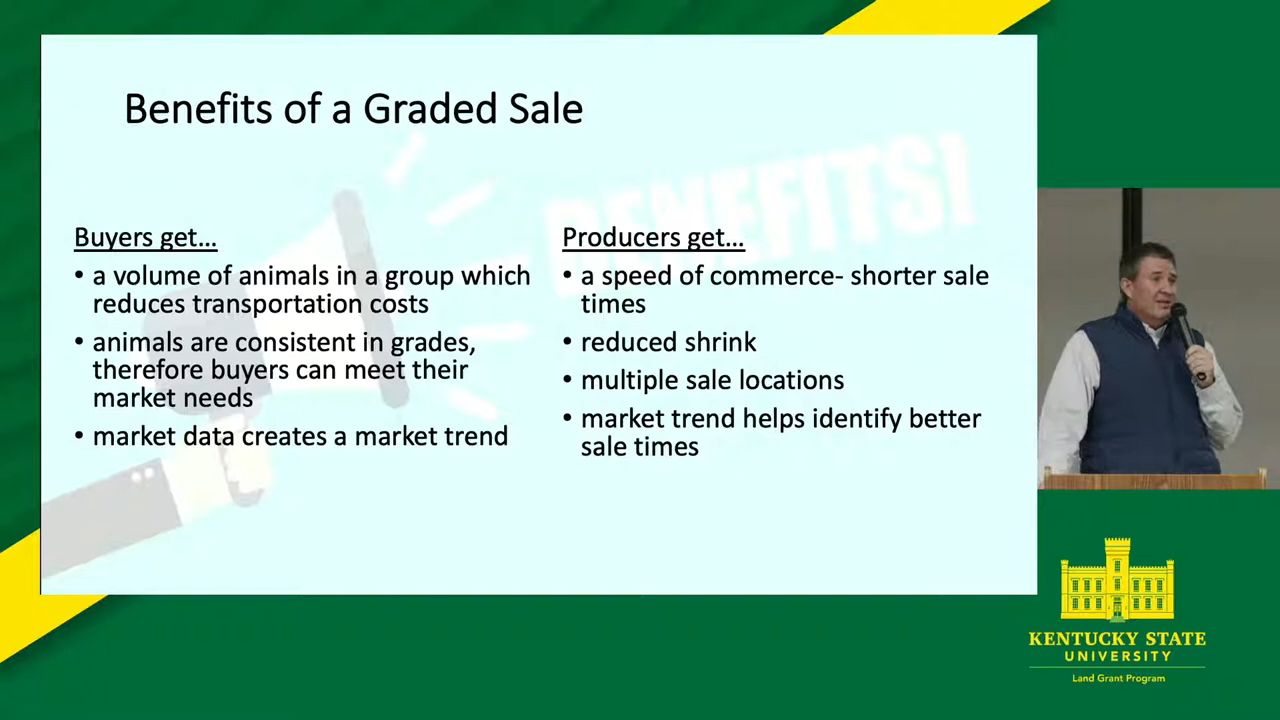 Benefits of a Graded Sale
BENEFITS!
Buyers get...
• a volume of animals in a group which
reduces transportation costs
• animals are consistent in grades,
therefore buyers can meet their
market needs
• market data creates a market trend
Producers get...
• a speed of commerce- shorter sale
times
• reduced shrink
• multiple sale locations
• market trend helps identify better
sale times
KENTUCKY STATE
UNIVERSITY
Land Grant Program